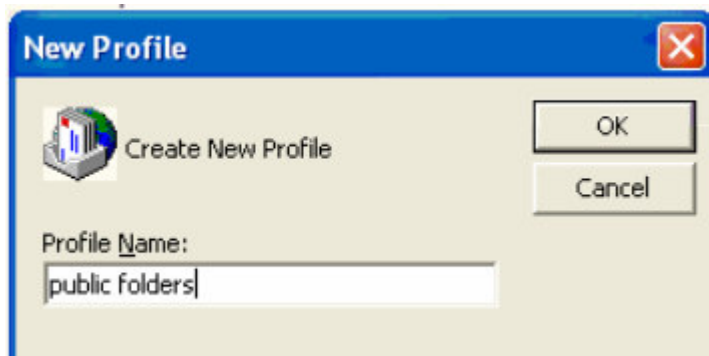 New Profile
Create New Profile
OK
Cancel
Profile Name:
public folders